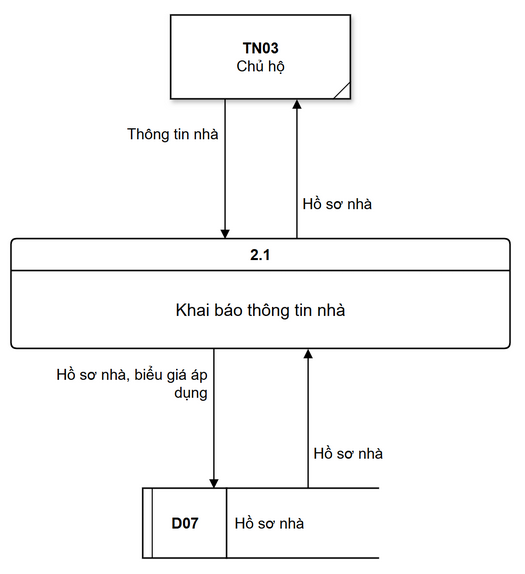 TN03
Chủ hộ
Thông tin nhà
Hồ sơ nhà
2.1
Khai báo thông tin nhà
Hồ sơ nhà, biểu giá áp
dụng
Hồ sơ nhà
D07
Hồ sơ nhà